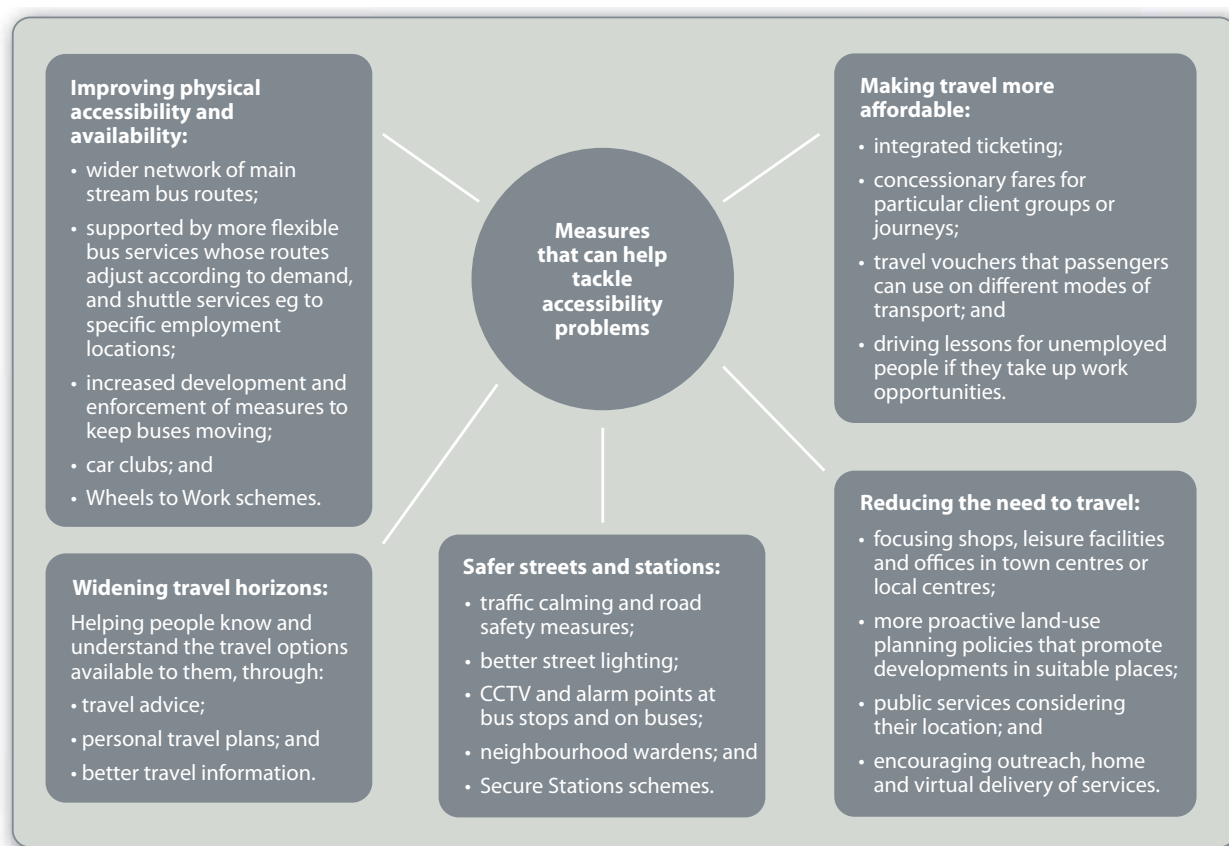 Improving physical
accessibility and
availability:
• wider network of main
stream bus routes;
• supported by more flexible
bus services whose routes
adjust according to demand,
and shuttle services eg to
specific employment
locations;
• increased development and
enforcement of measures to
keep buses moving;
• car clubs; and
• Wheels to Work schemes.
Measures
that can help
tackle
accessibility
problems
Making travel more
affordable:
• integrated ticketing;
• concessionary fares for
particular client groups or
journeys;
• travel vouchers that passengers
can use on different modes of
transport; and
• driving lessons for unemployed
people if they take up work
opportunities.
Widening travel horizons:
Helping people know and
understand the travel options
available to them, through:
• travel advice;
• personal travel plans; and
• better travel information.
Safer streets and stations:
• traffic calming and road
safety measures;
• better street lighting;
• CCTV and alarm points at
bus stops and on buses;
• neighbourhood wardens; and
• Secure Stations schemes.
Reducing the need to travel:
• focusing shops, leisure facilities
and offices in town centres or
local centres;
• more proactive land-use
planning policies that promote
developments in suitable places;
• public services considering
their location; and
• encouraging outreach, home
and virtual delivery of services.